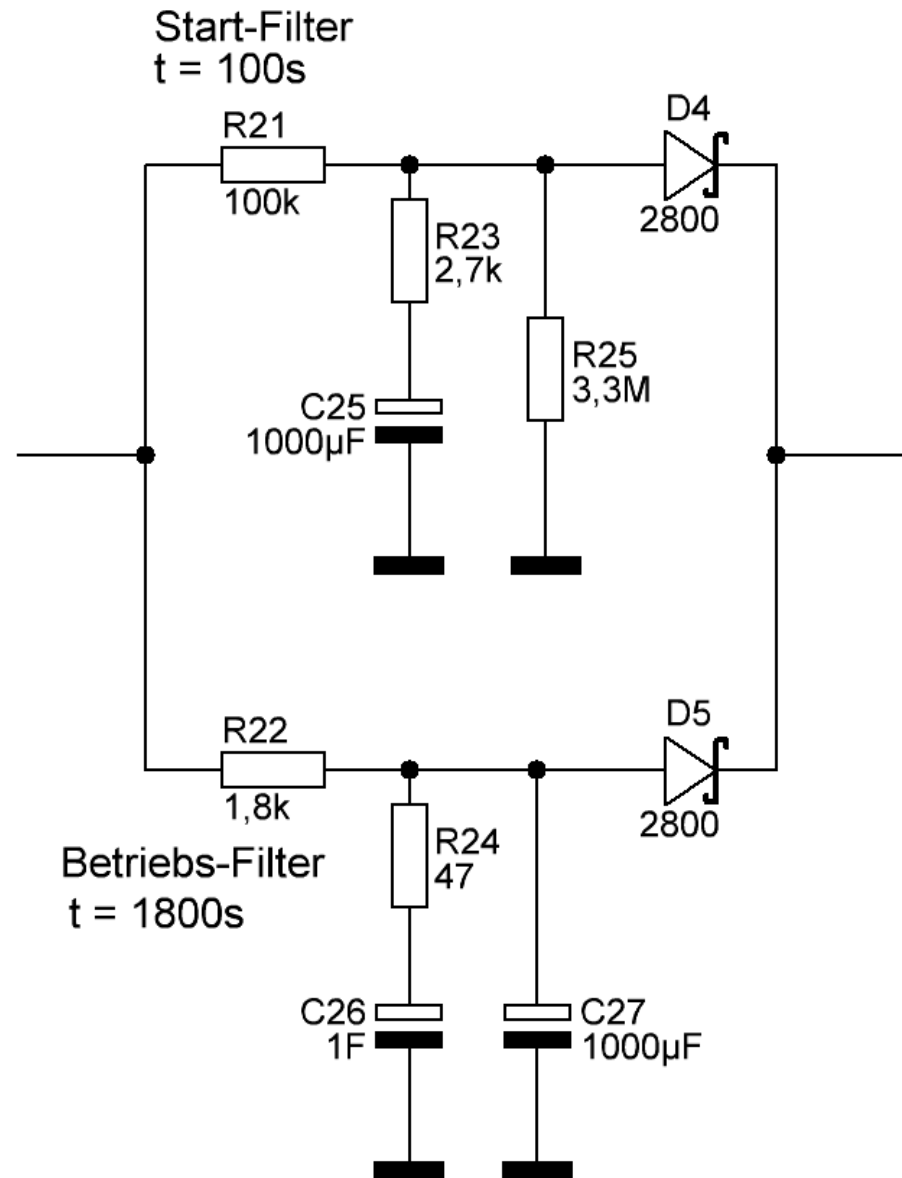 Start-Filter
t = 100s
R21
100k
D4
2800
R23
2,7k
R25
3,3M
C25
1000µF
R22
1,8k
D5
2800
Betriebs-Filter
t = 1800s
R24
47
C26
1F
C27
1000µF